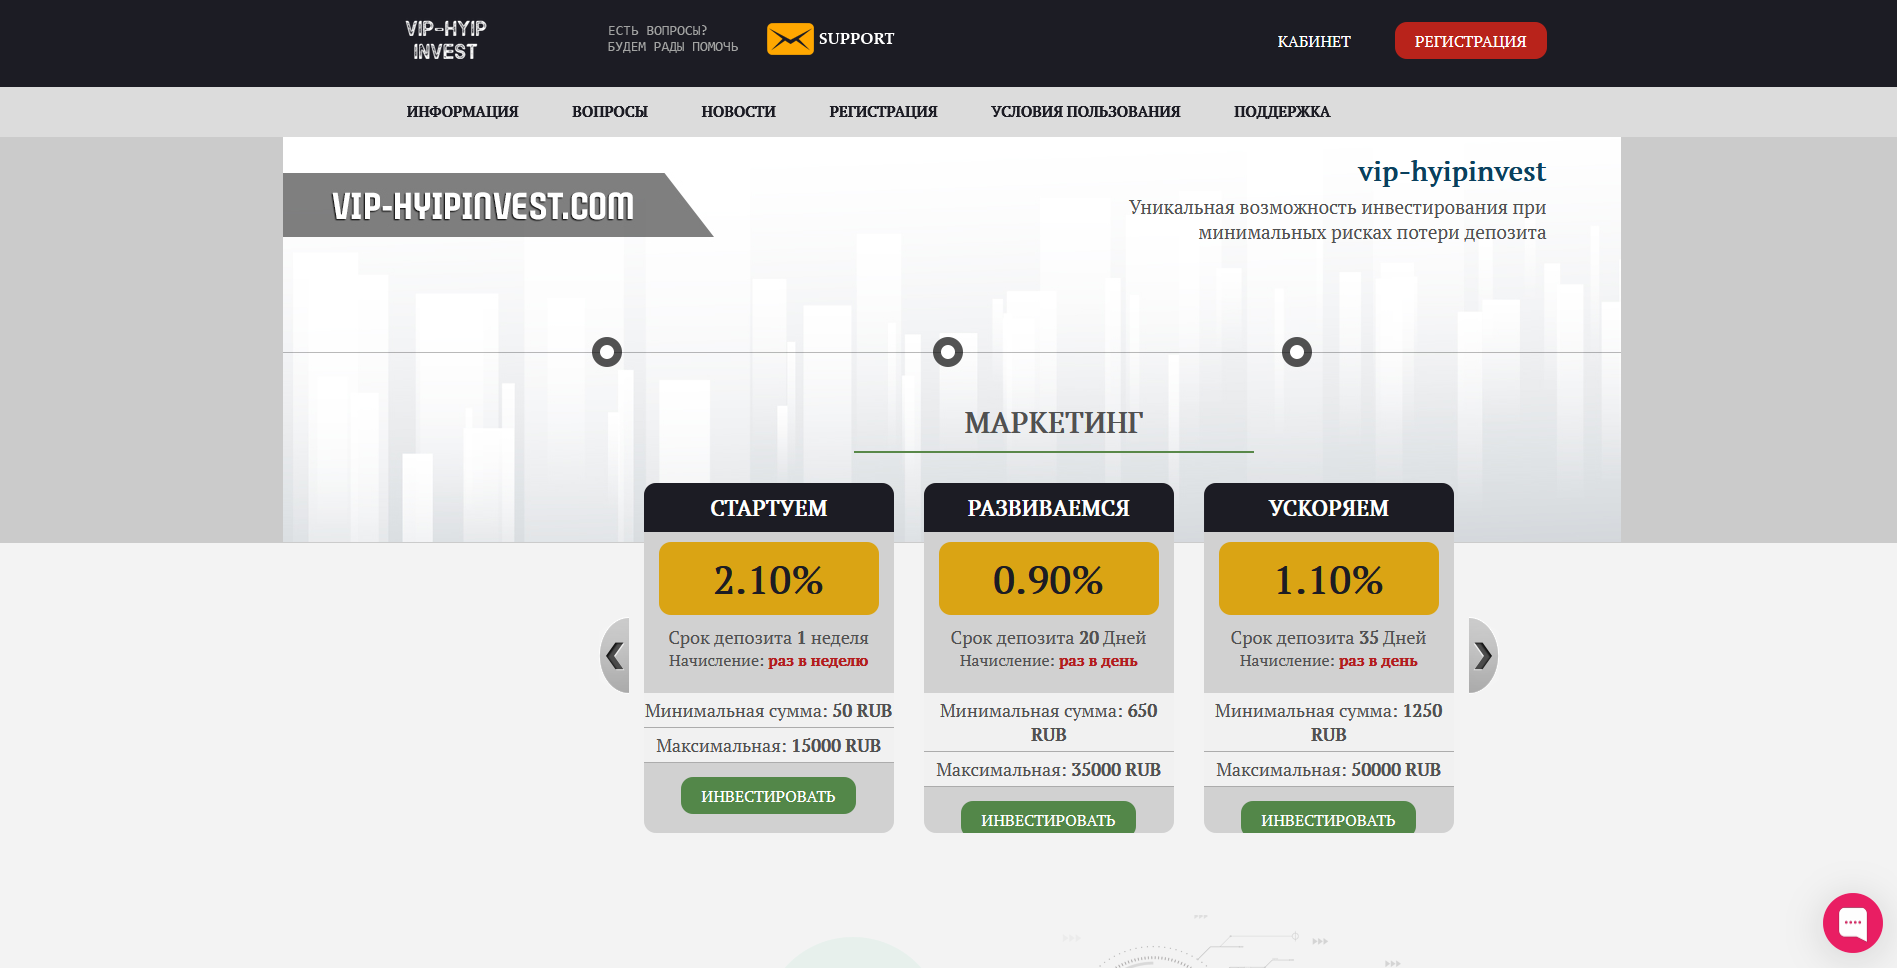 VIP-HYIP
INVEST
ЕСТЬ ВОПРОСЫ?
БУДЕМ РАДЫ ПОМОЧЬ
SUPPORT
КАБИНЕТ
РЕГИСТРАЦИЯ
ИНФОРМАЦИЯ ВОПРОСЫ НОВОСТИ РЕГИСТРАЦИЯ УСЛОВИЯ ПОЛЬЗОВАНИЯ ПОДДЕРЖКА
VIP-HYIPINVEST.COM
vip-hyipinvest
Уникальная возможность инвестирования при
минимальных рисках потери депозита
МАРКЕТИНГ
СТАРТУЕМ
2.10%
Срок депозита 1 неделя
Начисление: раз в неделю
Минимальная сумма: 50 RUB
Максимальная: 15000 RUB
ИНВЕСТИРОВАТЬ
РАЗВИВАЕМСЯ
0.90%
Срок депозита 20 Дней
Начисление: раз в день
Минимальная сумма: 650
RUB
Максимальная: 35000 RUB
ИНВЕСТИРОВАТЬ
УСКОРЯЕМ
1.10%
Срок депозита 35 Дней
Начисление: раз в день
Минимальная сумма: 1250
RUB
Максимальная: 50000 RUB
ИНВЕСТИРОВАТЬ